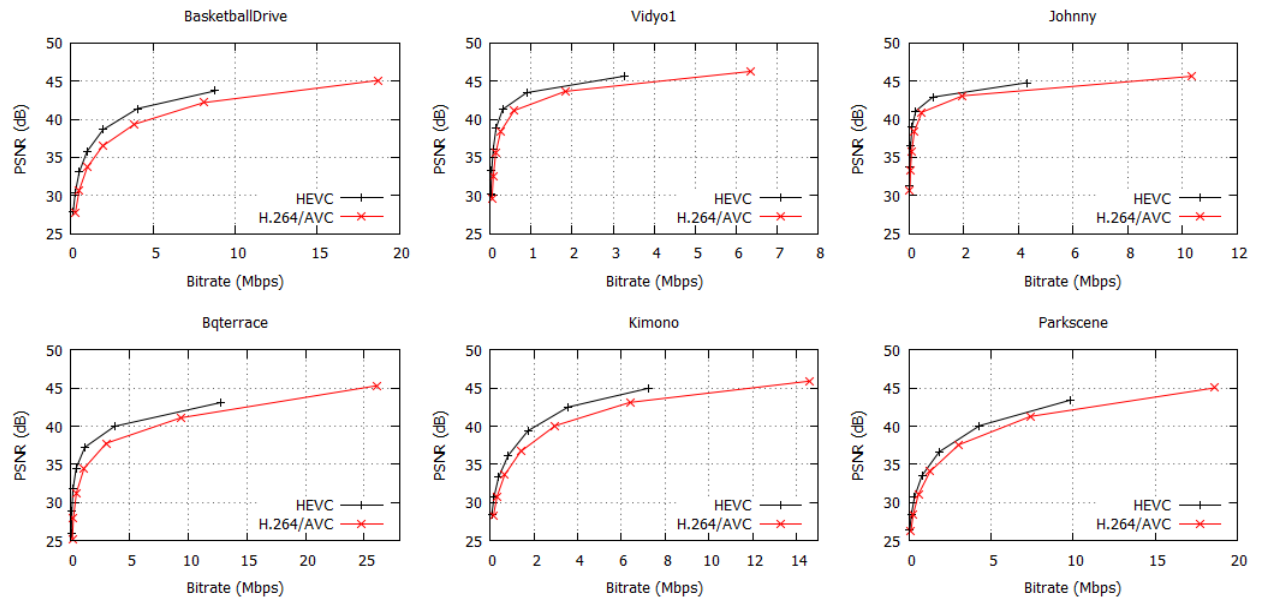 BasketballDrive
50
45
40
35
30
25
PSNR (dB)
HEVC
H.264/AVC
0 5 10 15 20
Bitrate (Mbps)
Vidyo1
50
45
40
35
30
25
PSNR (dB)
HEVC
H.264/AVC
0 1 2 3 4 5 6 7 8
Bitrate (Mbps)
Johnny
50
45
40
35
30
25
PSNR (dB)
HEVC
H.264/AVC
0 2 4 6 8 10 12
Bitrate (Mbps)
Bqterrace
50
45
40
35
30
25
PSNR (dB)
HEVC
H.264/AVC
0 5 10 15 20 25
Bitrate (Mbps)
Kimono
50
45
40
35
30
25
PSNR (dB)
HEVC
H.264/AVC
0 2 4 6 8 10 12 14
Bitrate (Mbps)
Parkscene
50
45
40
35
30
25
PSNR (dB)
HEVC
H.264/AVC
0 5 10 15 20
Bitrate (Mbps)